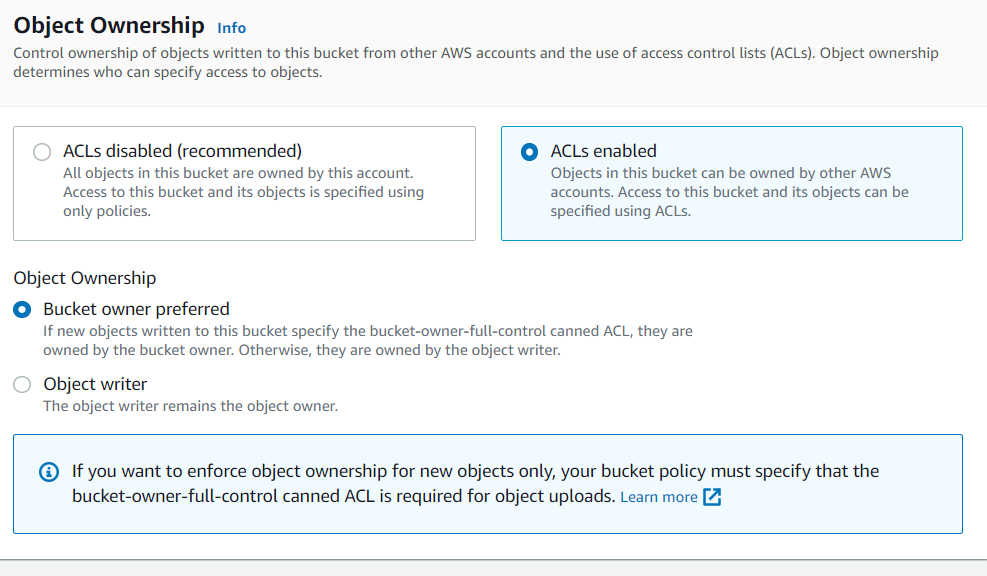 Object Ownership Info
Control ownership of objects written to this bucket from other AWS accounts and the use of access control lists (ACLs). Object ownership
determines who can specify access to objects.
ACLs disabled (recommended)
All objects in this bucket are owned by this account.
Access to this bucket and its objects is specified using
only policies.
ACLs enabled
Objects in this bucket can be owned by other AWS
accounts. Access to this bucket and its objects can be
specified using ACLs.
Object Ownership
Bucket owner preferred
If new objects written to this bucket specify the bucket-owner-full-control canned ACL, they are
owned by the bucket owner. Otherwise, they are owned by the object writer.
Object writer
The object writer remains the object owner.
If you want to enforce object ownership for new objects only, your bucket policy must specify that the
bucket-owner-full-control canned ACL is required for object uploads. Learn more